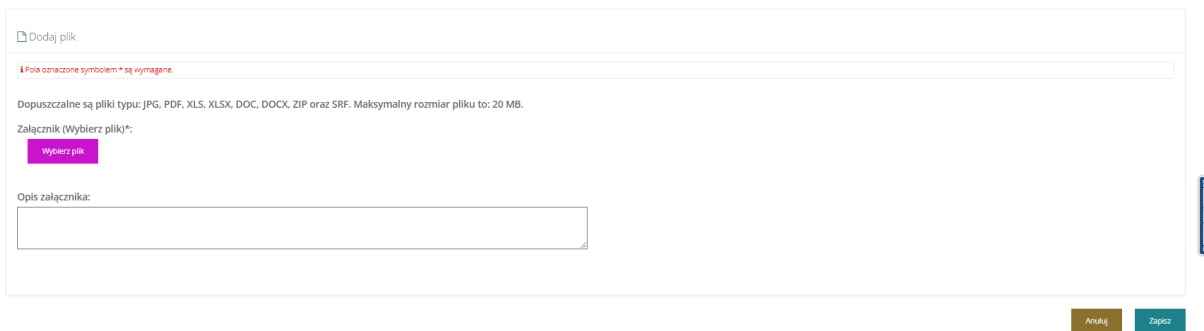 Dodaj plik
Pola oznaczone symbolem * są wymagane.
Dopuszczalne są pliki typu: JPG, PDF, XLS, XLSX, DOC, DOCX, ZIP oraz SRF. Maksymalny rozmiar pliku to: 20 MB.
Załącznik (Wybierz plik)*:
Wybierz plik
Opis załącznika:
Anuluj
Zapisz